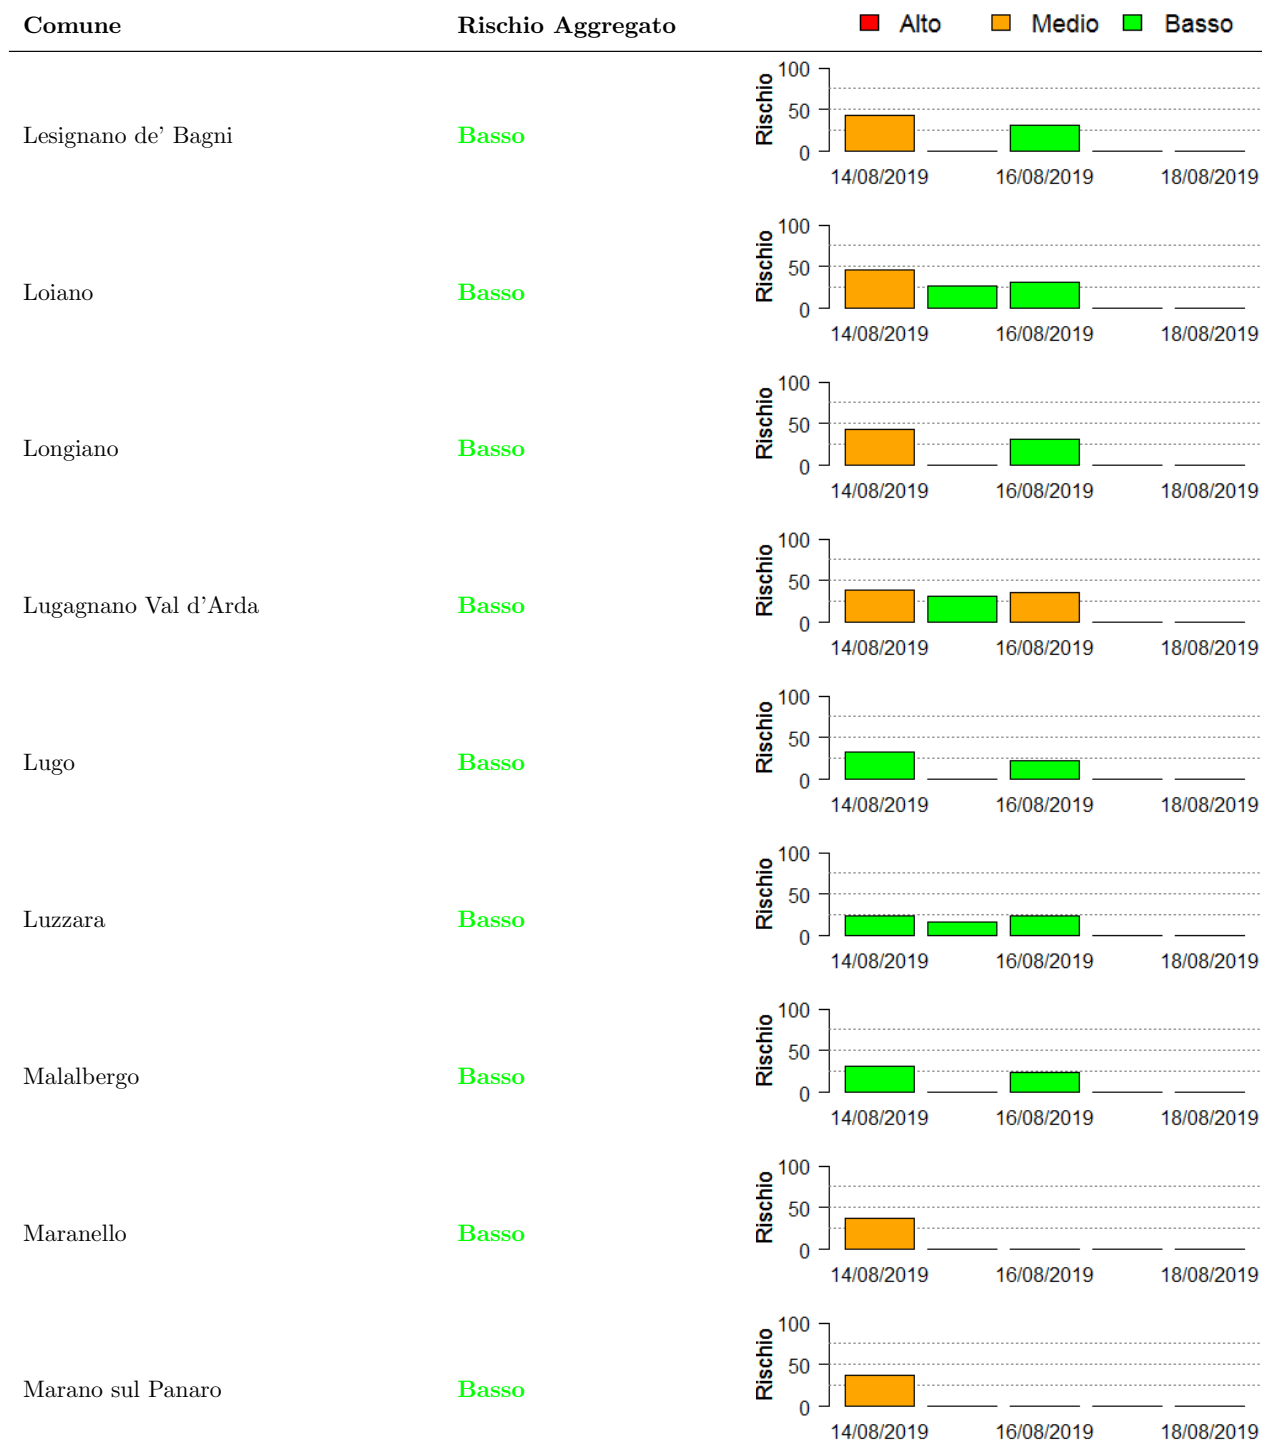 Comune Rischio Aggregato Alto Medio Basso
Lesignano de' Bagni Basso Rischio 100 50 0
14/08/2019 16/08/2019 18/08/2019
Loiano Basso Rischio 100 50 0
14/08/2019 16/08/2019 18/08/2019
Longiano Basso Rischio 100 50 0
14/08/2019 16/08/2019 18/08/2019
Lugagnano Val d'Arda Basso Rischio 100 50 0
14/08/2019 16/08/2019 18/08/2019
Lugo Basso Rischio 100 50 0
14/08/2019 16/08/2019 18/08/2019
Luzzara Basso Rischio 100 50 0
14/08/2019 16/08/2019 18/08/2019
Malalbergo Basso Rischio 100 50 0
14/08/2019 16/08/2019 18/08/2019
Maranello Basso Rischio 100 50 0
14/08/2019 16/08/2019 18/08/2019
Marano sul Panaro Basso Rischio 100 50 0
14/08/2019 16/08/2019 18/08/2019